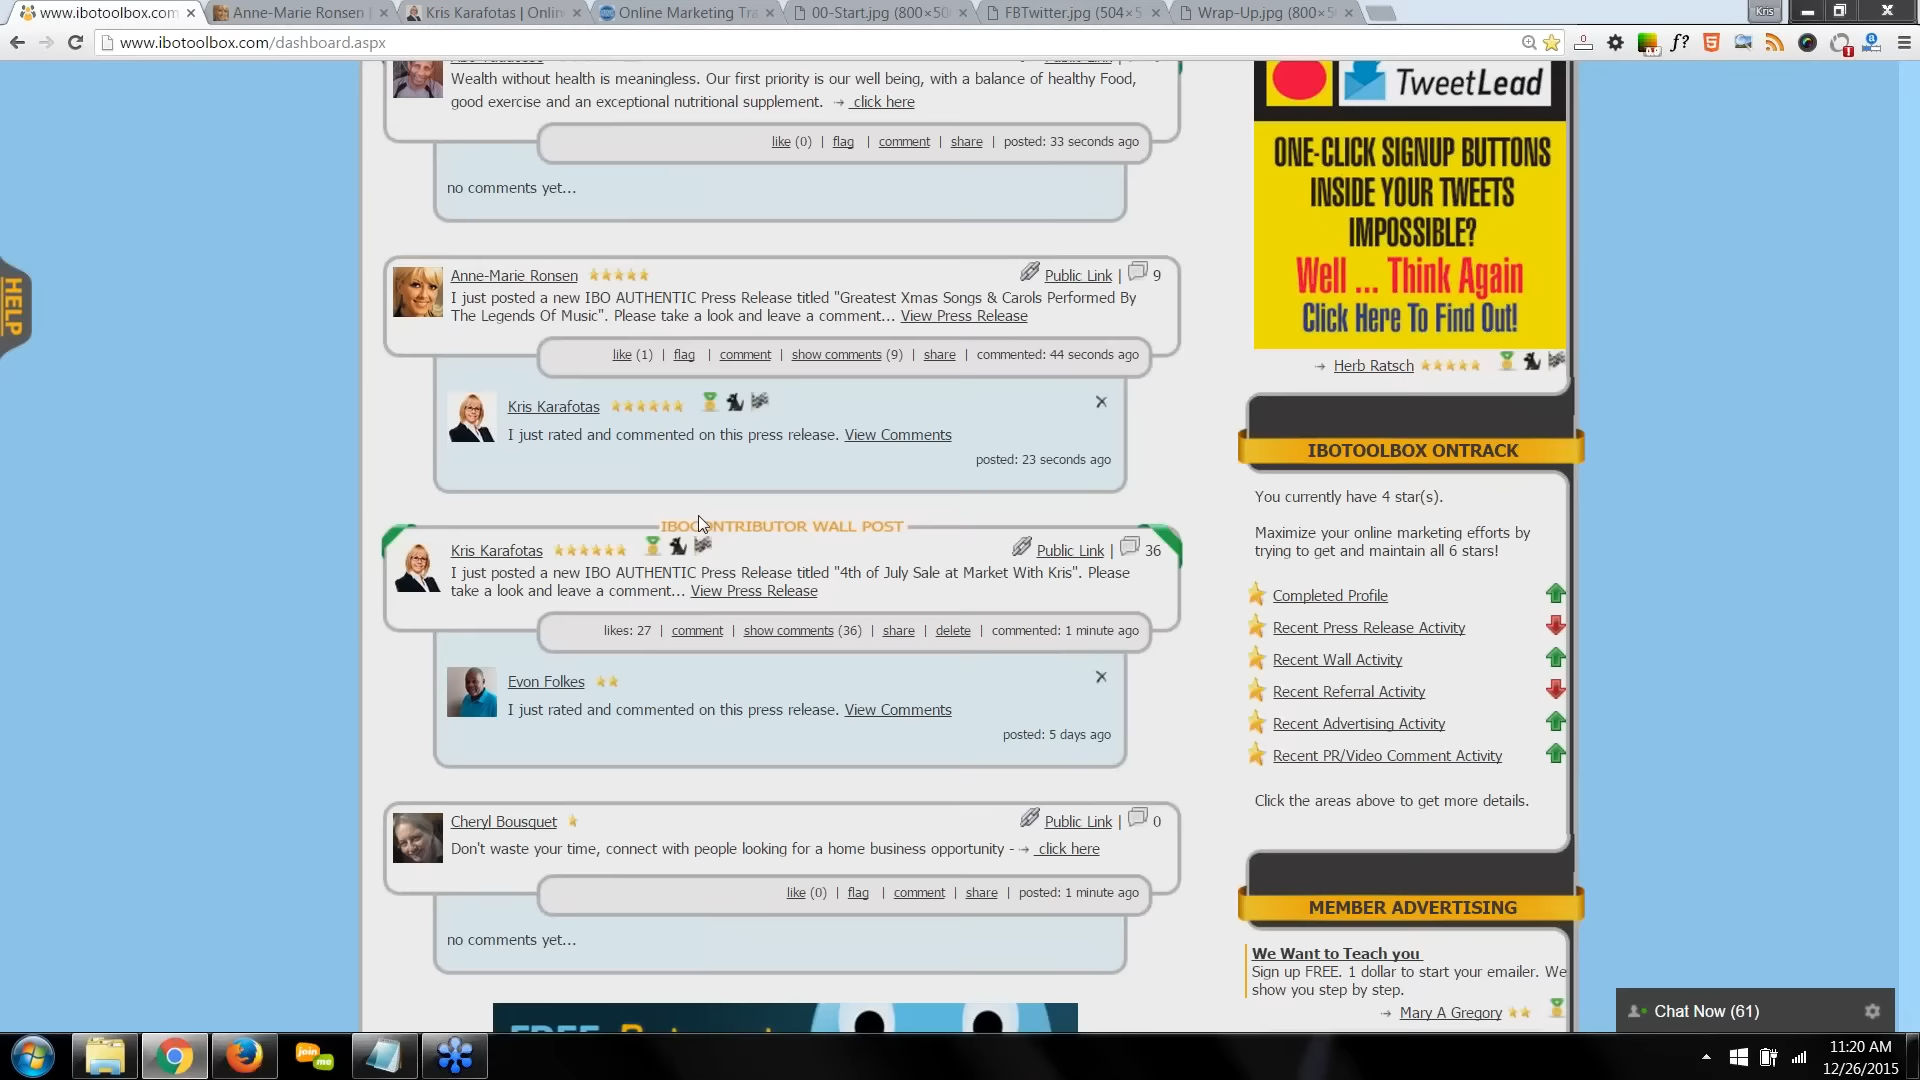 www.ibotoolbox.com
Anne-Marie Ronsen |
Kris Karafotas | Onlin
Online Marketing Tra
00-Start.jpg (800×50
FBTwitter.jpg (504×5
Wrap-Up.jpg (800×5
Kris
www.ibotoolbox.com/dashboard.aspx
HELP
Wealth without health is meaningless. Our first priority is our well being, with a balance of healthy Food,
good exercise and an exceptional nutritional supplement. → click here
like (0) | flag | comment | share | posted: 33 seconds ago
no comments yet...
Anne-Marie Ronsen
Public Link | 9
I just posted a new IBO AUTHENTIC Press Release titled "Greatest Xmas Songs & Carols Performed By
The Legends Of Music". Please take a look and leave a comment... View Press Release
like (1) | flag | comment | show comments (9) | share | commented: 44 seconds ago
Kris Karafotas
I just rated and commented on this press release. View Comments
posted: 23 seconds ago
WALL POST
Kris Karafotas
Public Link | 36
I just posted a new IBO AUTHENTIC Press Release titled "4th of July Sale at Market With Kris". Please
take a look and leave a comment... View Press Release
likes: 27 | comment | show comments (36) | share | delete | commented: 1 minute ago
Evon Folkes
I just rated and commented on this press release. View Comments
posted: 5 days ago
Cheryl Bousquet
Public Link | 0
Don't waste your time, connect with people looking for a home business opportunity - → click here
like (0) | flag | comment | share | posted: 1 minute ago
no comments yet...
TweetLead
ONE-CLICK SIGNUP BUTTONS
INSIDE YOUR TWEETS
IMPOSSIBLE?
Well ... Think Again
Click Here To Find Out!
→ Herb Ratsch
IBOTOOLBOX ONTRACK
You currently have 4 star(s).
Maximize your online marketing efforts by
trying to get and maintain all 6 stars!
Completed Profile
Recent Press Release Activity
Recent Wall Activity
Recent Referral Activity
Recent Advertising Activity
Recent PR/Video Comment Activity
Click the areas above to get more details.
MEMBER ADVERTISING
We Want to Teach you
Sign up FREE. 1 dollar to start your emailer. We
show you step by step.
→ Mary A Gregory
Chat Now (61)
join me
11:20 AM
12/26/2015